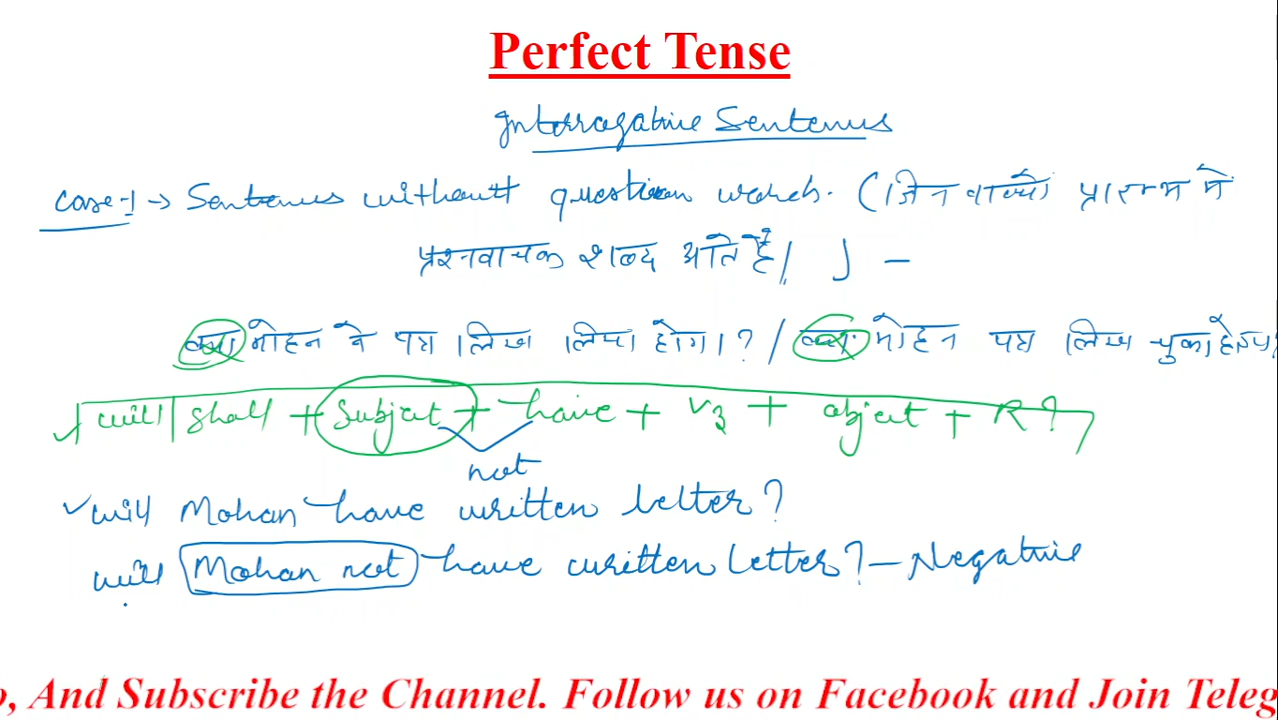 Perfect Tense
Interrogative Sentences
Case-1 → Sentences without question words. (जिन वाक्यों प्रारम्भ मे
प्रश्नवाचक शब्द आते हैं। ) –
क्या मोहन ने पत्र लिख लिया होगा? / क्या मोहन पत्र लिख चुका होगा
will | shall + Subject + have + V3 + object + R?
not
will Mohan have written letter?
will Mohan not have written letter? – Negative
o, And Subscribe the Channel. Follow us on Facebook and Join Teleg